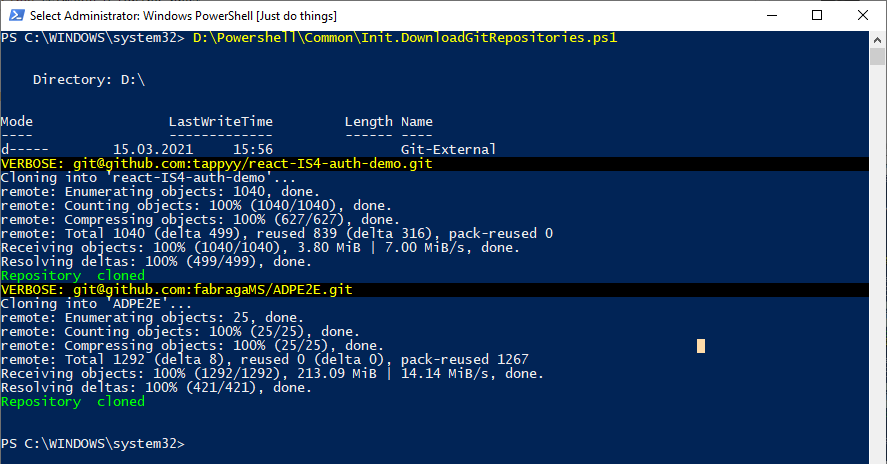 Select Administrator: Windows PowerShell [Just do things]
PS C:\WINDOWS\system32> D:\Powershell\Common\Init.DownloadGitRepositories.ps1
Directory: D:\
Mode                 LastWriteTime         Length Name
----                 -------------         ------ ----
d-----        15.03.2021     15:56                Git-External
VERBOSE: git@github.com:tappyy/react-IS4-auth-demo.git
Cloning into 'react-IS4-auth-demo'...
remote: Enumerating objects: 1040, done.
remote: Counting objects: 100% (1040/1040), done.
remote: Compressing objects: 100% (627/627), done.
remote: Total 1040 (delta 499), reused 839 (delta 316), pack-reused 0
Receiving objects: 100% (1040/1040), 3.80 MiB | 7.00 MiB/s, done.
Resolving deltas: 100% (499/499), done.
Repository  cloned
VERBOSE: git@github.com:fabragaMS/ADPE2E.git
Cloning into 'ADPE2E'...
remote: Enumerating objects: 25, done.
remote: Counting objects: 100% (25/25), done.
remote: Compressing objects: 100% (25/25), done.
remote: Total 1292 (delta 8), reused 0 (delta 0), pack-reused 1267
Receiving objects: 100% (1292/1292), 213.09 MiB | 14.14 MiB/s, done.
Resolving deltas: 100% (421/421), done.
Repository  cloned
PS C:\WINDOWS\system32>